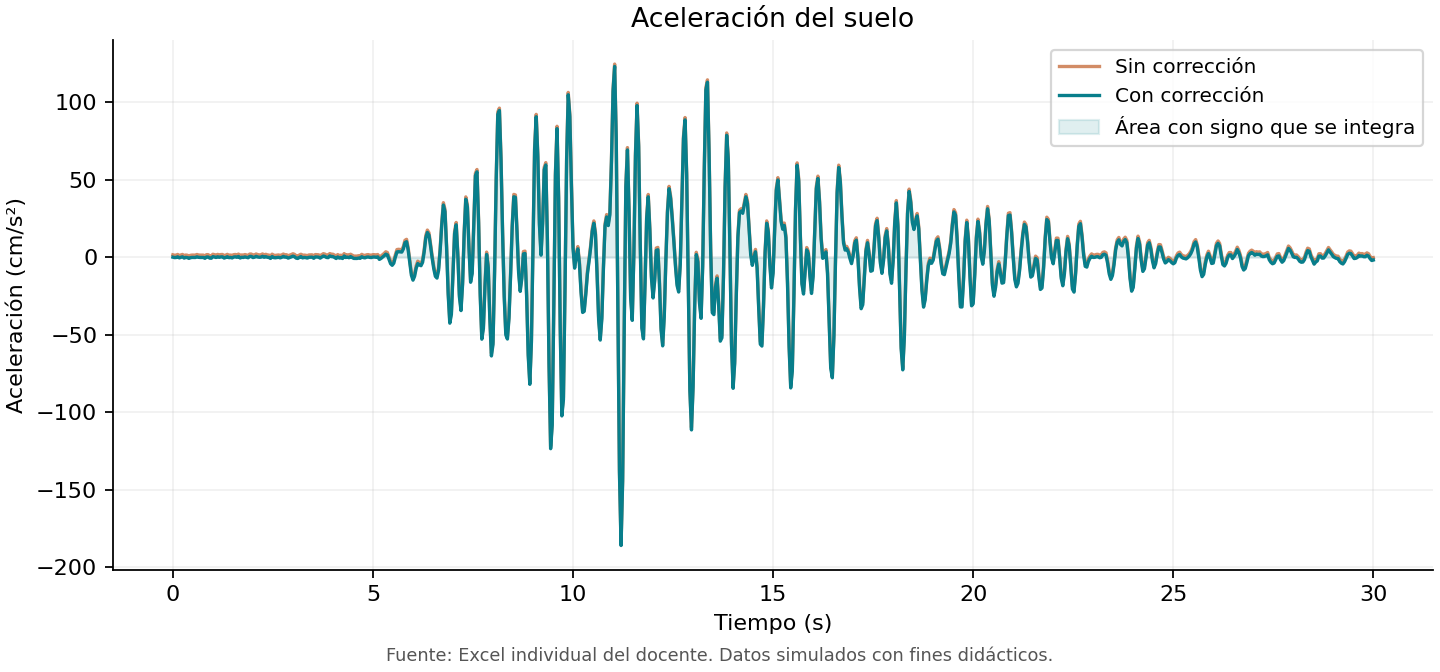 Aceleración del suelo
Sin corrección
Con corrección
Área con signo que se integra
Aceleración (cm/s²)
100
50
0
−50
−100
−150
−200
0 5 10 15 20 25 30
Tiempo (s)
Fuente: Excel individual del docente. Datos simulados con fines didácticos.